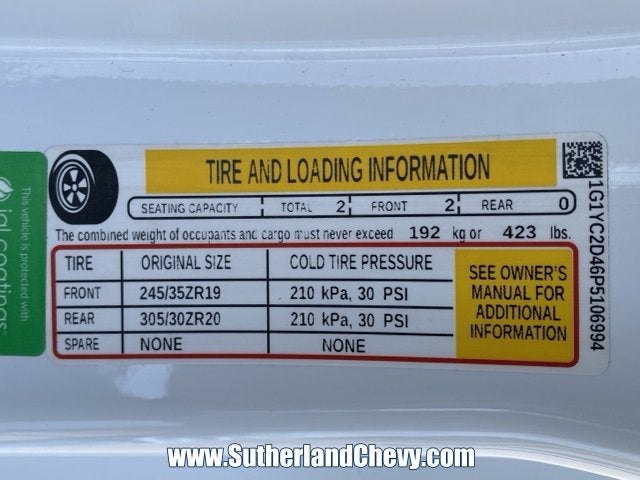 TIRE AND LOADING INFORMATION
SEATING CAPACITY TOTAL 2 FRONT 2 REAR 0
The combined weight of occupants and cargo must never exceed 192 kg or 423 lbs.
TIRE ORIGINAL SIZE COLD TIRE PRESSURE
FRONT 245/35ZR19 210 kPa, 30 PSI
REAR 305/30ZR20 210 kPa, 30 PSI
SPARE NONE NONE
SEE OWNER'S
MANUAL FOR
ADDITIONAL
INFORMATION
1G1YC2D46P5106994
This vehicle is protected by
igl coatings
www.SutherlandChevy.com